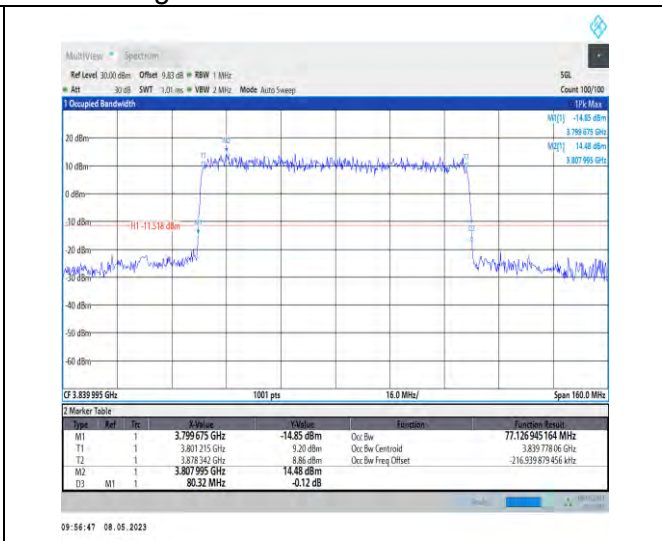 MultiView Spectrum
Ref Level 30.00 dBm Offset 9.83 dB RBW 1 MHz SGL
Att 30 dB SWT 1.01 ms VBW 2 MHz Mode Auto Sweep Count 100/100
1 Occupied Bandwidth 1Pk Max
M1[1] -14.85 dBm
3.799 675 GHz
M2[1] 14.48 dBm
3.807 995 GHz
20 dBm
M2
T1 T2
10 dBm
0 dBm
-10 dBm
H1 -11.518 dBm
M1
D3
-20 dBm
-30 dBm
-40 dBm
-50 dBm
-60 dBm
CF 3.839 995 GHz 1001 pts 16.0 MHz/ Span 160.0 MHz
2 Marker Table
Type Ref Trc X-Value Y-Value Function Function Result
M1 1 3.799 675 GHz -14.85 dBm Occ Bw 77.126 945 164 MHz
T1 1 3.801 215 GHz 9.20 dBm Occ Bw Centroid 3.839 778 06 GHz
T2 1 3.878 342 GHz 8.86 dBm Occ Bw Freq Offset -216.939 879 456 kHz
M2 1 3.807 995 GHz 14.48 dBm
D3 M1 1 80.32 MHz -0.12 dB
09:56:47 08.05.2023